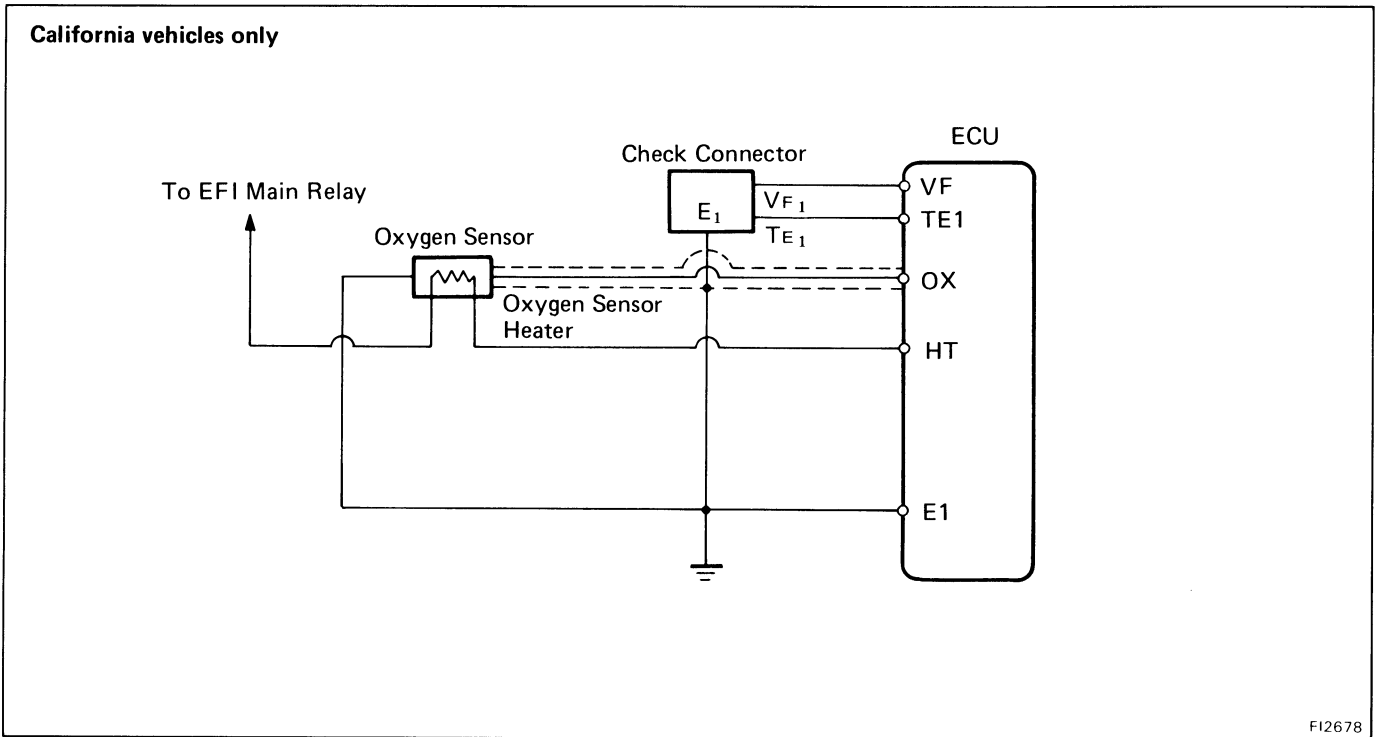 California vehicles only
ECU
Check Connector
To EFI Main Relay
VF
VF1
E1
TE1
TE1
Oxygen Sensor
OX
Oxygen Sensor
Heater
HT
E1
FI2678